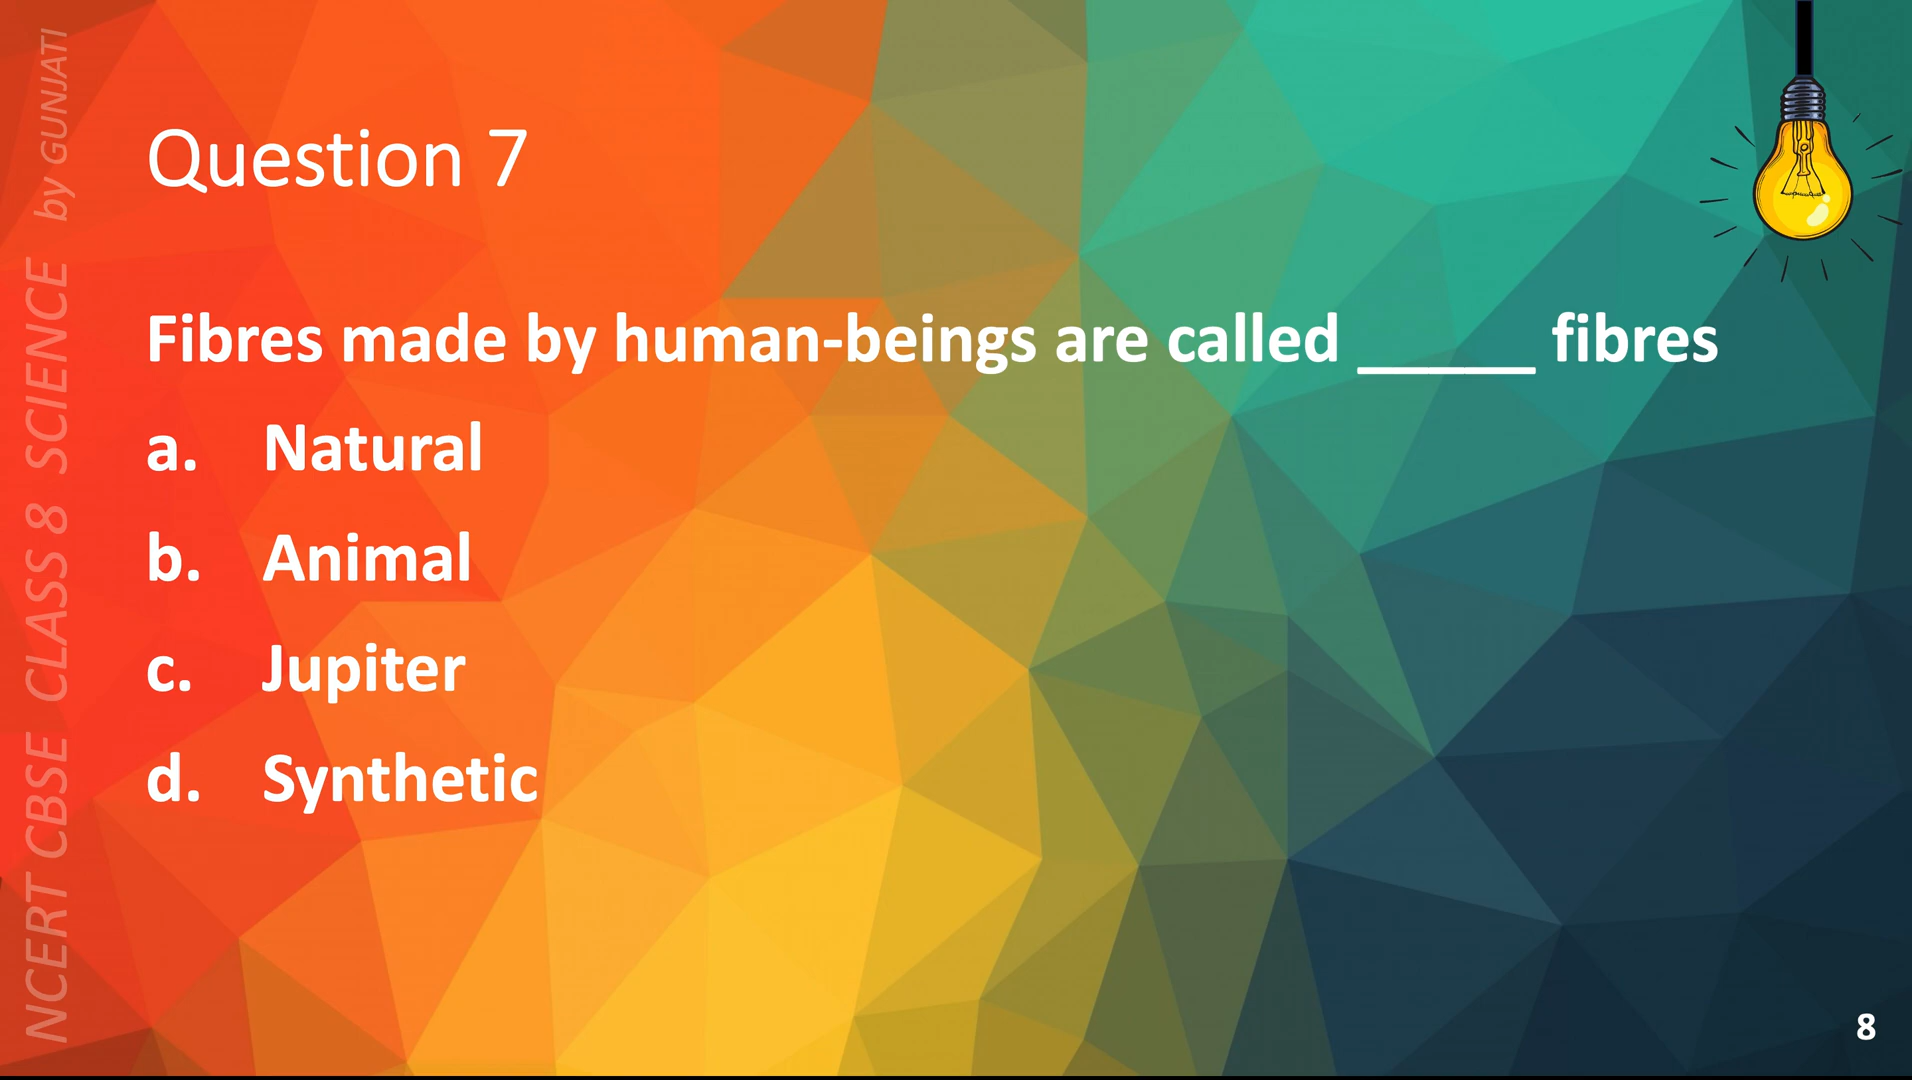 Question 7
Fibres made by human-beings are called _____ fibres
a. Natural
b. Animal
c. Jupiter
d. Synthetic
NCERT CBSE CLASS 8 SCIENCE by GUNJATI
8